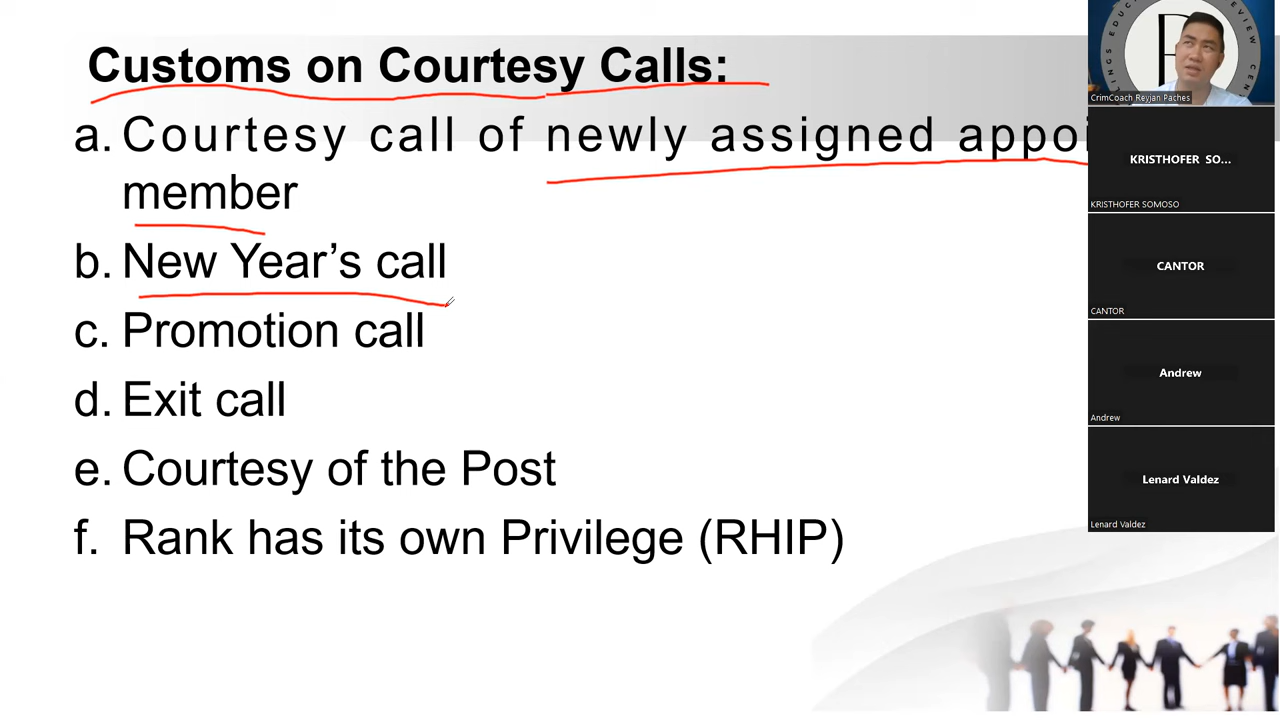 Customs on Courtesy Calls:
a. Courtesy call of newly assigned
member
b. New Year’s call
c. Promotion call
d. Exit call
e. Courtesy of the Post
f. Rank has its own Privilege (RHIP)
CrimCoach Reyjan Paches
KRISTHOFER SO...
KRISTHOFER SOMOSO
CANTOR
CANTOR
Andrew
Andrew
Lenard Valdez
Lenard Valdez